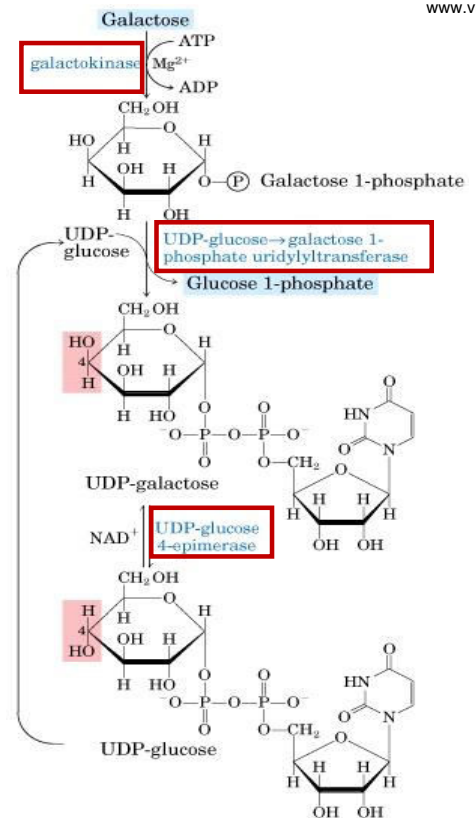 www.v
Galactose
ATP
galactokinase
Mg²⁺
ADP
CH₂OH
O
HO
H
H
OH
H
H
O
P
Galactose 1-phosphate
H
OH
UDP-
glucose
UDP-glucose→galactose 1-
phosphate uridylyltransferase
Glucose 1-phosphate
CH₂OH
O
HO
4
H
H
H
OH
H
H
HO
O
O
O
⁻O—P—O—P—O⁻
O
O—CH₂
O
HN
O
N
O
H
H
H
H
OH
OH
UDP-galactose
NAD⁺
UDP-glucose
4-epimerase
CH₂OH
O
H
4
HO
H
H
OH
H
H
HO
O
O
O
⁻O—P—O—P—O⁻
O
O—CH₂
O
HN
O
N
O
H
H
H
H
OH
OH
UDP-glucose